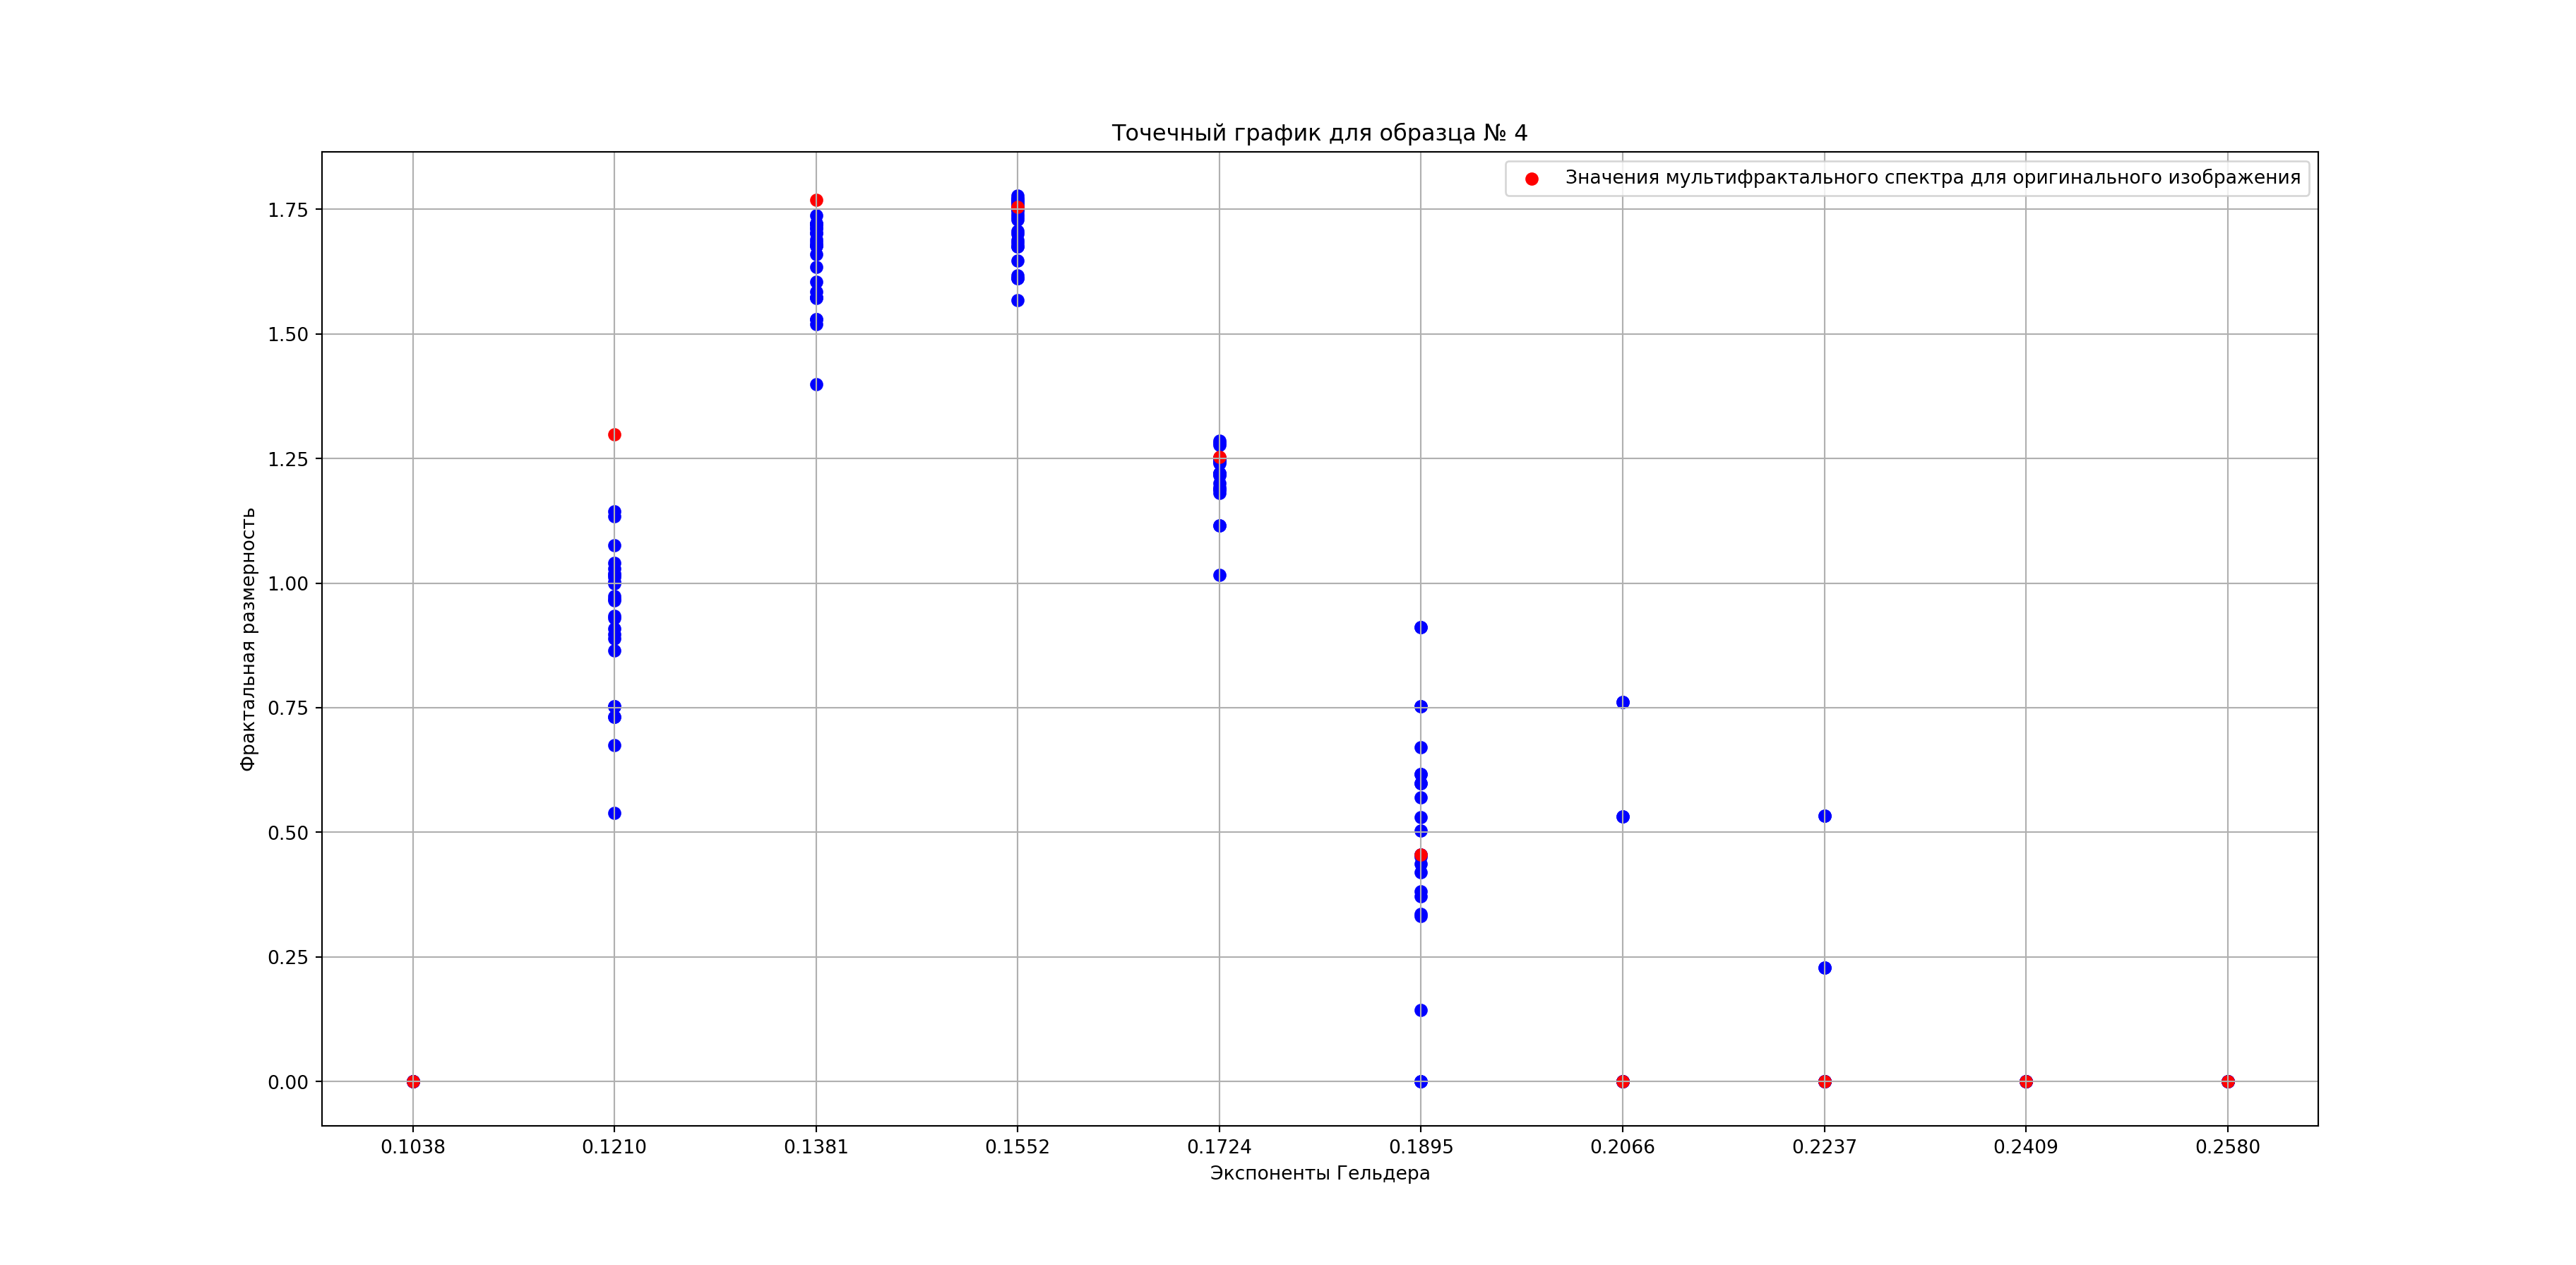 Точечный график для образца № 4
Значения мультифрактального спектра для оригинального изображения
Фрактальная размерность
1.75
1.50
1.25
1.00
0.75
0.50
0.25
0.00
0.1038 0.1210 0.1381 0.1552 0.1724 0.1895 0.2066 0.2237 0.2409 0.2580
Экспоненты Гельдера